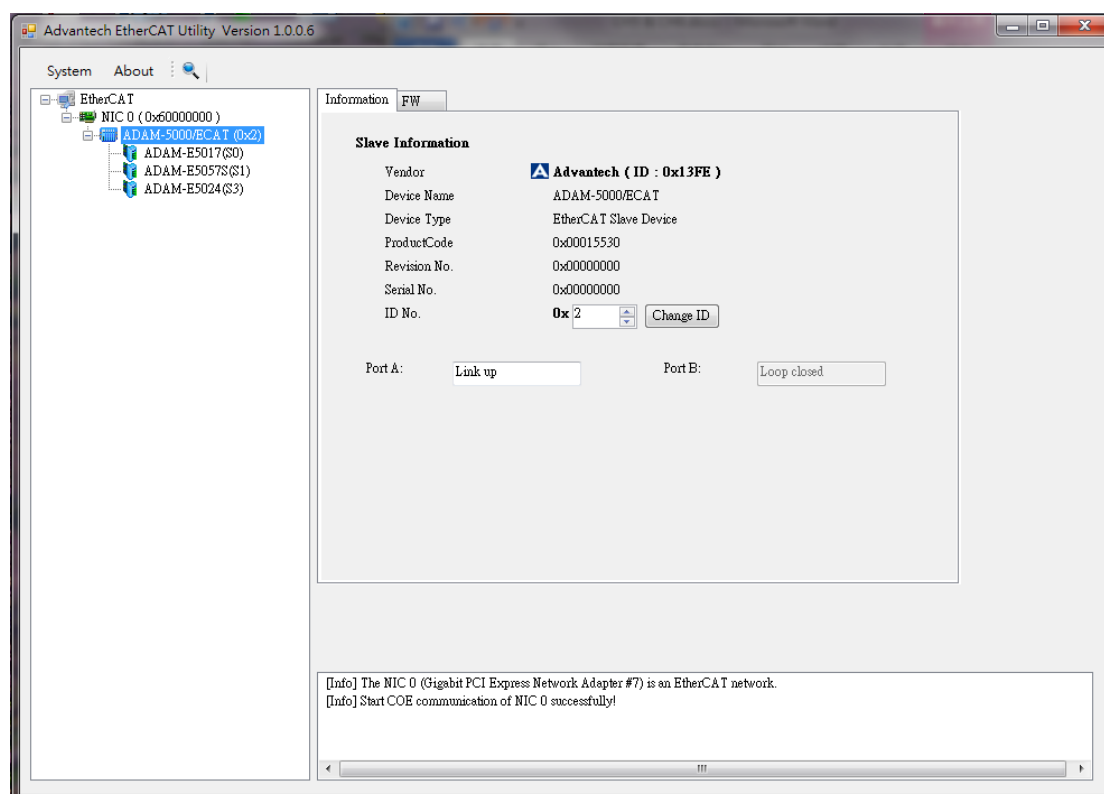 Advantech EtherCAT Utility Version 1.0.0.6
System About
EtherCAT
NIC 0 ( 0x60000000 )
ADAM-5000/ECAT (0x2)
ADAM-E5017(S0)
ADAM-E5057S(S1)
ADAM-E5024(S3)
Information FW
Slave Information
Vendor A Advantech ( ID : 0x13FE )
Device Name ADAM-5000/ECAT
Device Type EtherCAT Slave Device
ProductCode 0x00015530
Revision No. 0x00000000
Serial No. 0x00000000
ID No. 0x 2 Change ID
Port A: Link up Port B: Loop closed
[Info] The NIC 0 (Gigabit PCI Express Network Adapter #7) is an EtherCAT network.
[Info] Start COE communication of NIC 0 successfully!